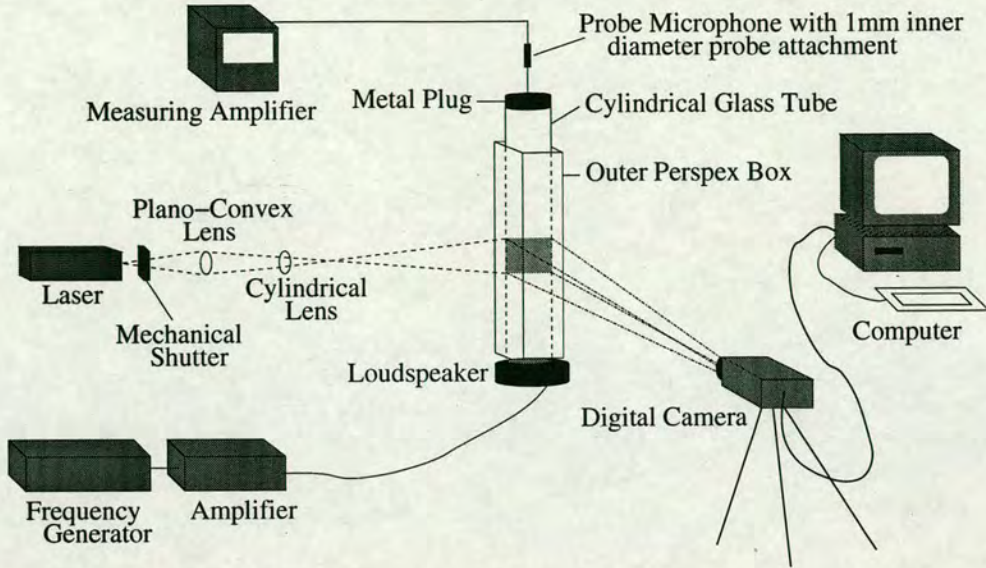 Probe Microphone with 1mm inner
diameter probe attachment
Measuring Amplifier
Metal Plug
Cylindrical Glass Tube
Outer Perspex Box
Plano−Convex
Lens
Laser
Cylindrical
Lens
Mechanical
Shutter
Computer
Loudspeaker
Digital Camera
Frequency
Generator
Amplifier